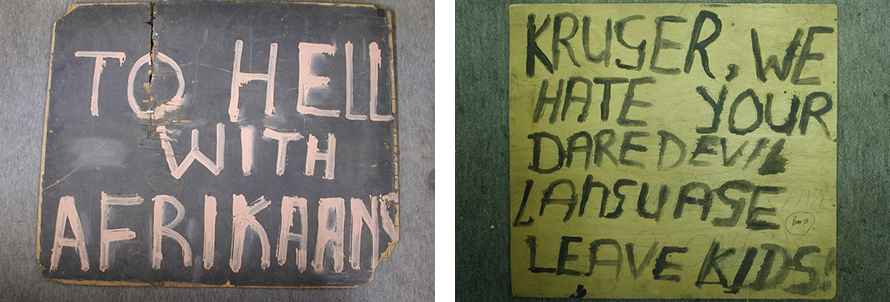 TO HELL
WITH
AFRIKAANS
KRUGER, WE
HATE YOUR
DAREDEVIL
LANGUAGE
LEAVE KIDS!